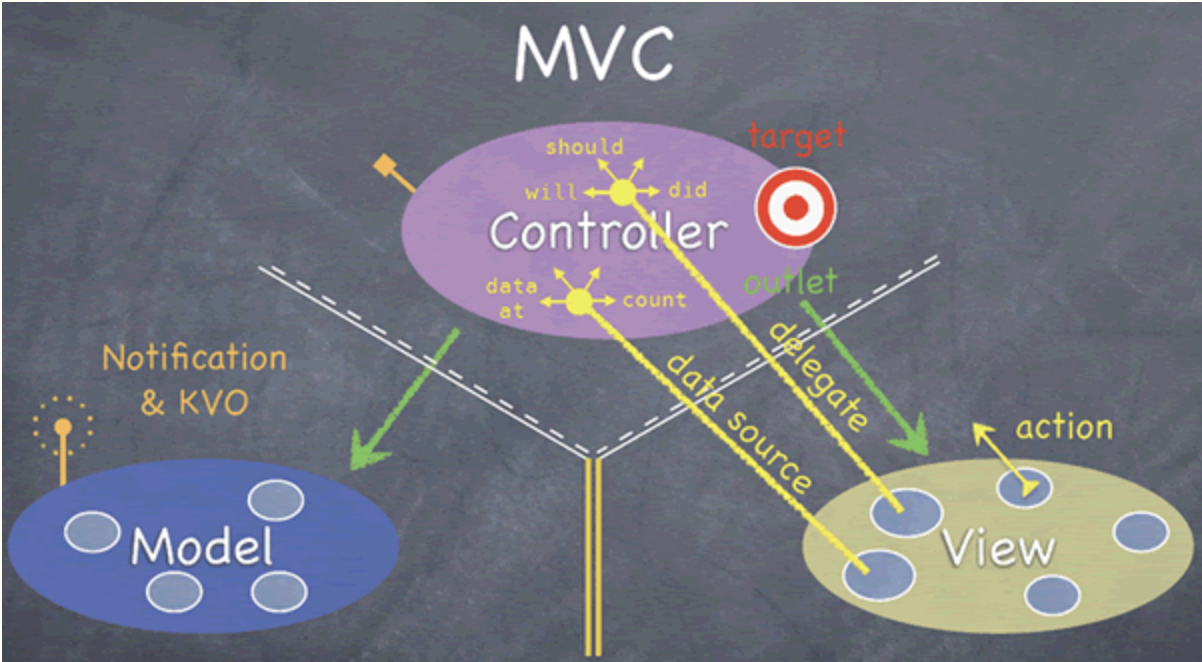 MVC
should
target
will
did
Controller
data
at
count
outlet
delegate
data source
Notification
& KVO
action
Model
View